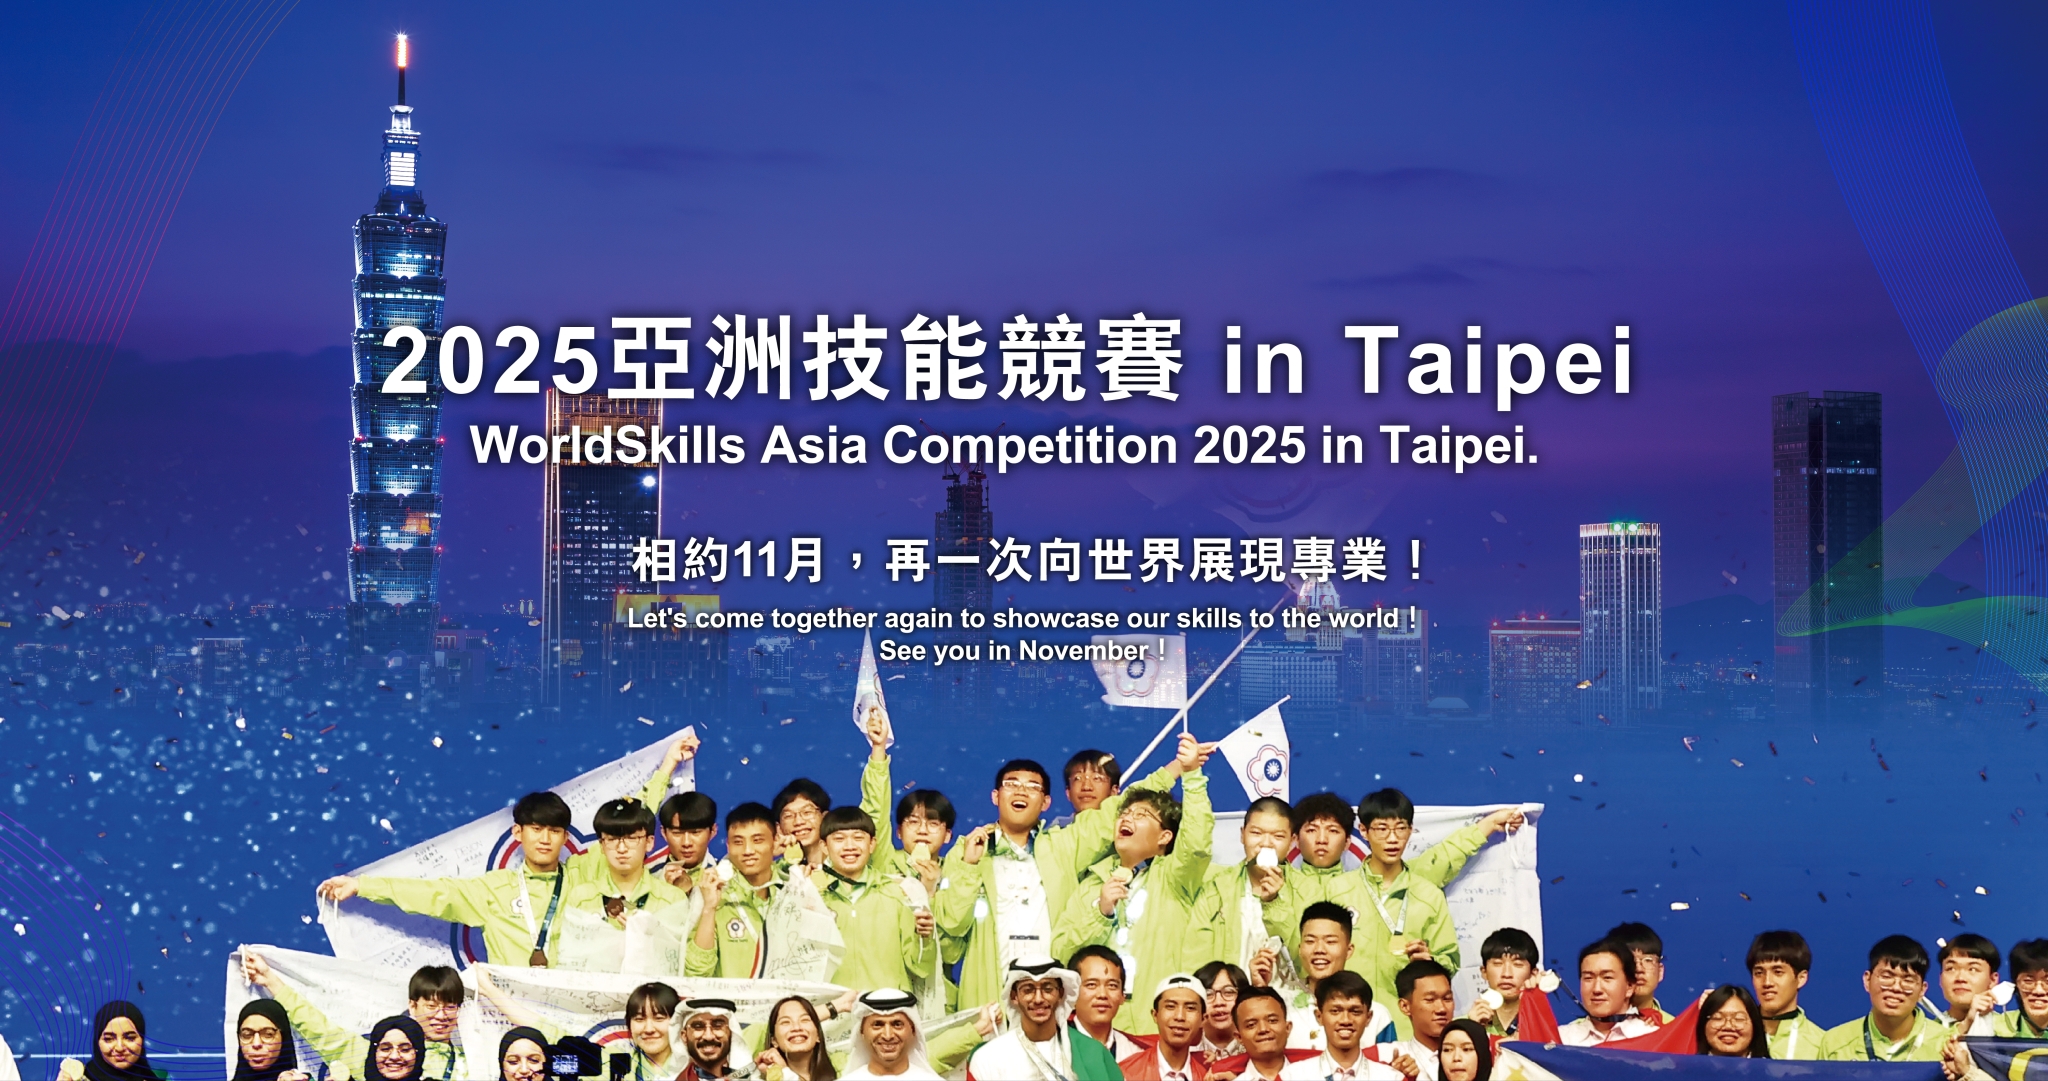 2025亞洲技能競賽 in Taipei
WorldSkills Asia Competition 2025 in Taipei.
相約11月，再一次向世界展現專業！
Let's come together again to showcase our skills to the world！
See you in November！